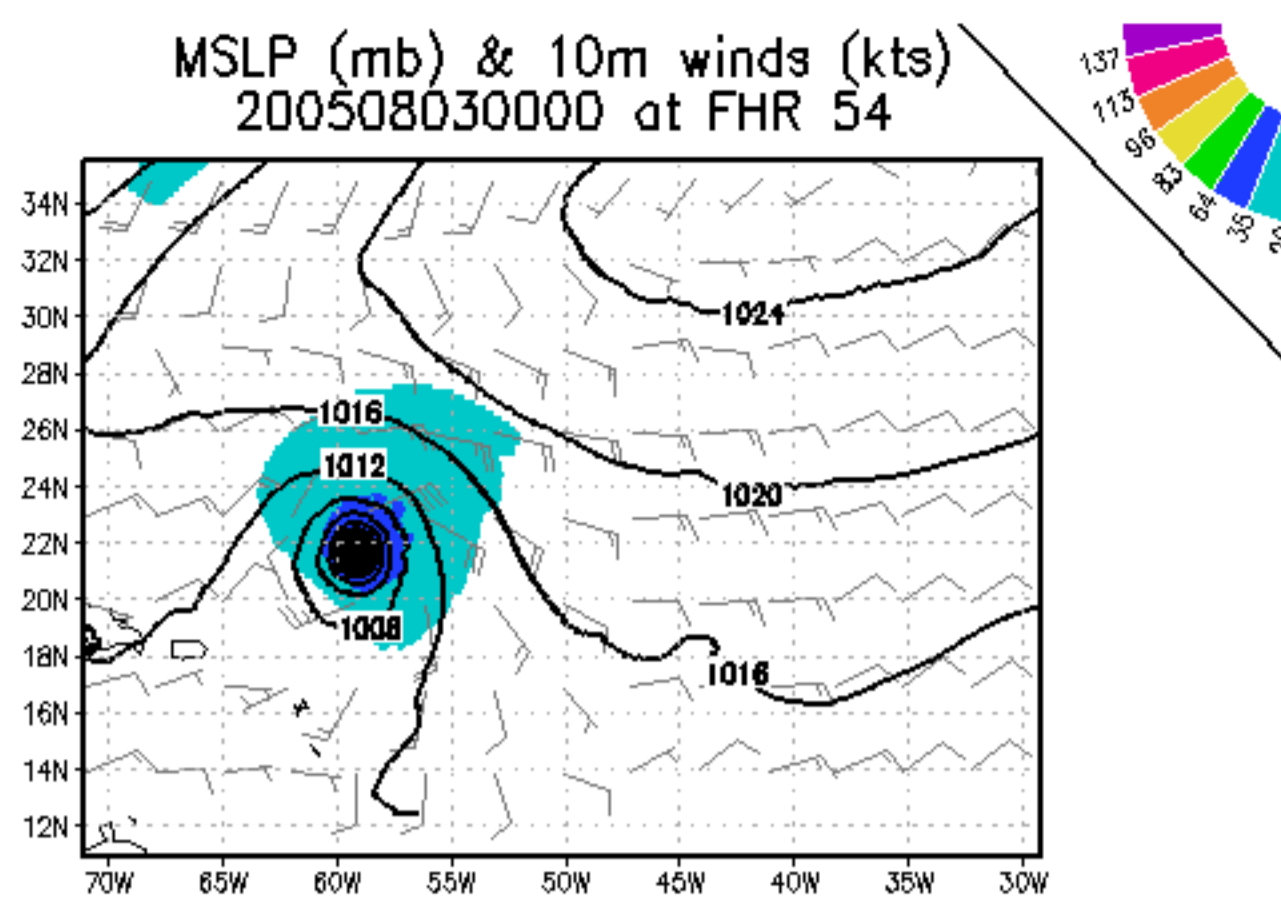 MSLP (mb) & 10m winds (kts)
200508030000 at FHR 54
137
113
96
83
64
35
34N
32N
30N
28N
26N
24N
22N
20N
18N
16N
14N
12N
1024
1016
1012
1020
1008
1016
70W 65W 60W 55W 50W 45W 40W 35W 30W